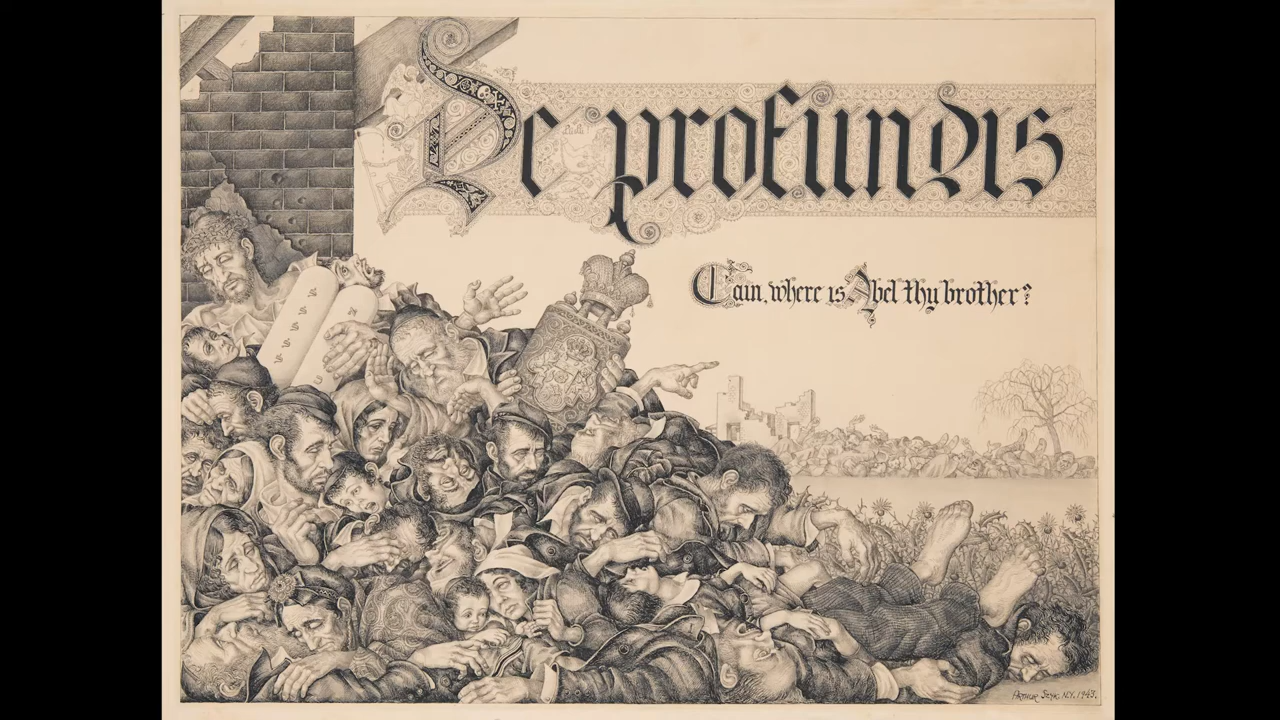 De profundis
Cain, where is Abel thy brother?
ARTHUR SZYK N.Y. 1943.